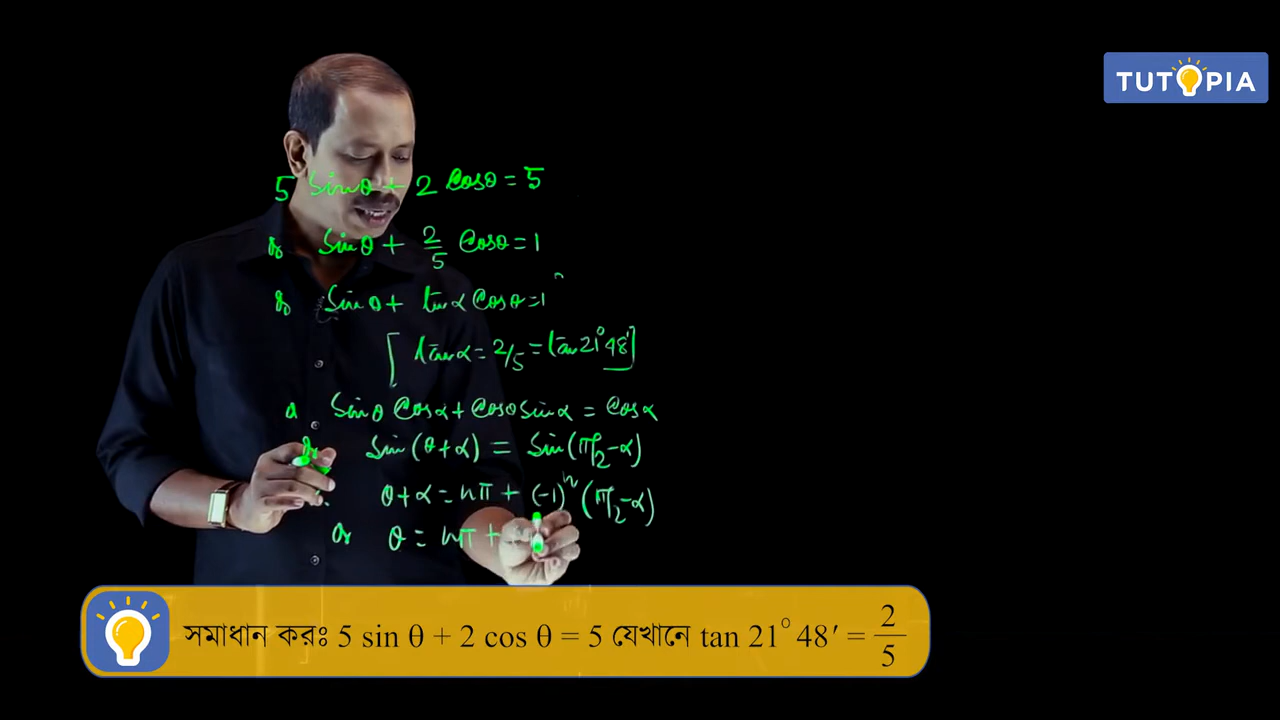 TUTOPIA
5 Sinθ + 2 Cosθ = 5
or Sinθ + 2/5 Cosθ = 1
or Sinθ + tanα Cosθ = 1
[ tanα = 2/5 = tan 21°48' ]
or Sinθ Cosα + Cosθ Sinα = Cosα
or Sin(θ+α) = Sin(π/2-α)
θ+α = nπ + (-1)ⁿ (π/2-α)
or θ = nπ +
সমাধান করঃ 5 sin θ + 2 cos θ = 5 যেখানে tan 21° 48′ = 2/5